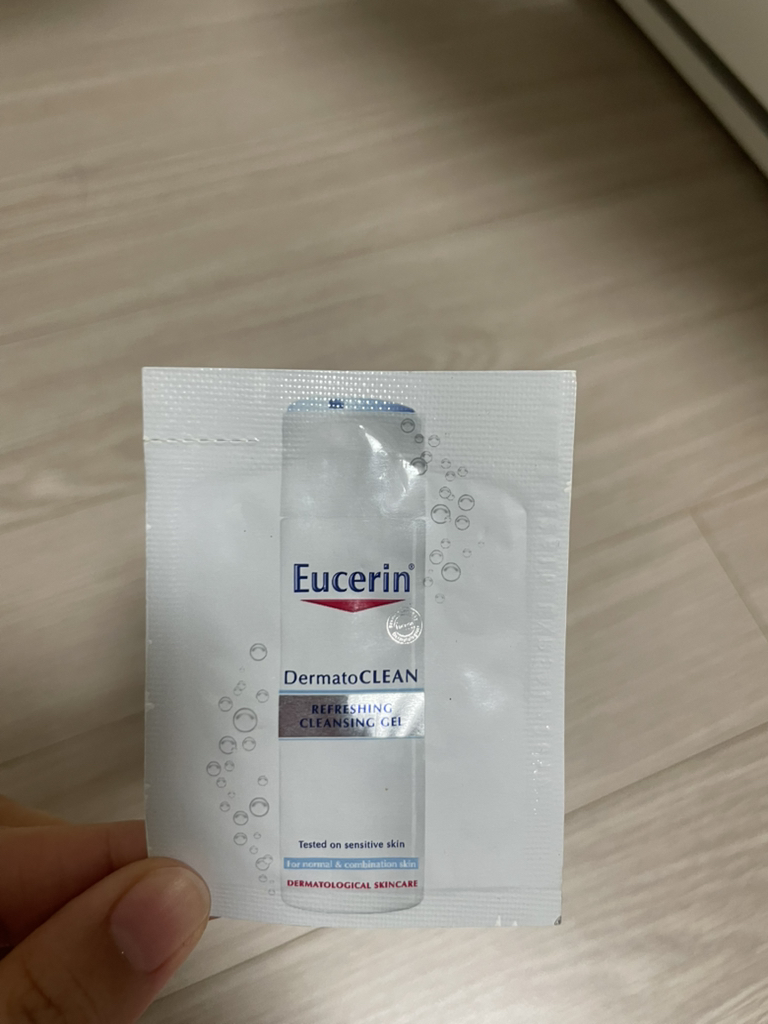 Eucerin®
DermatoCLEAN
REFRESHING
CLEANSING GEL
Tested on sensitive skin
For normal & combination skin
DERMATOLOGICAL SKINCARE